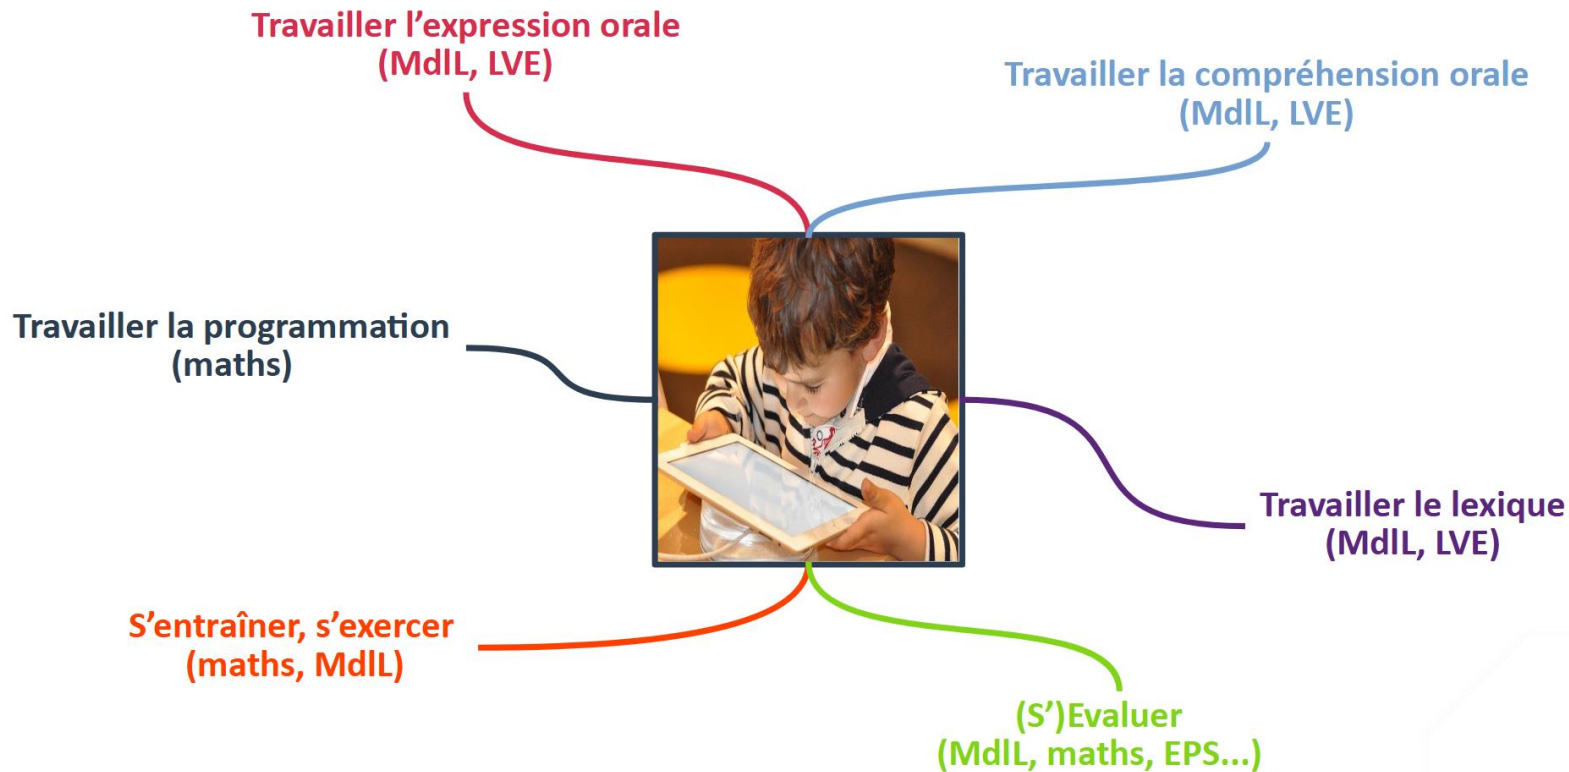 Travailler l’expression orale
(MdlL, LVE)
Travailler la compréhension orale
(MdlL, LVE)
Travailler la programmation
(maths)
Travailler le lexique
(MdlL, LVE)
S’entraîner, s’exercer
(maths, MdlL)
(S’)Evaluer
(MdlL, maths, EPS...)